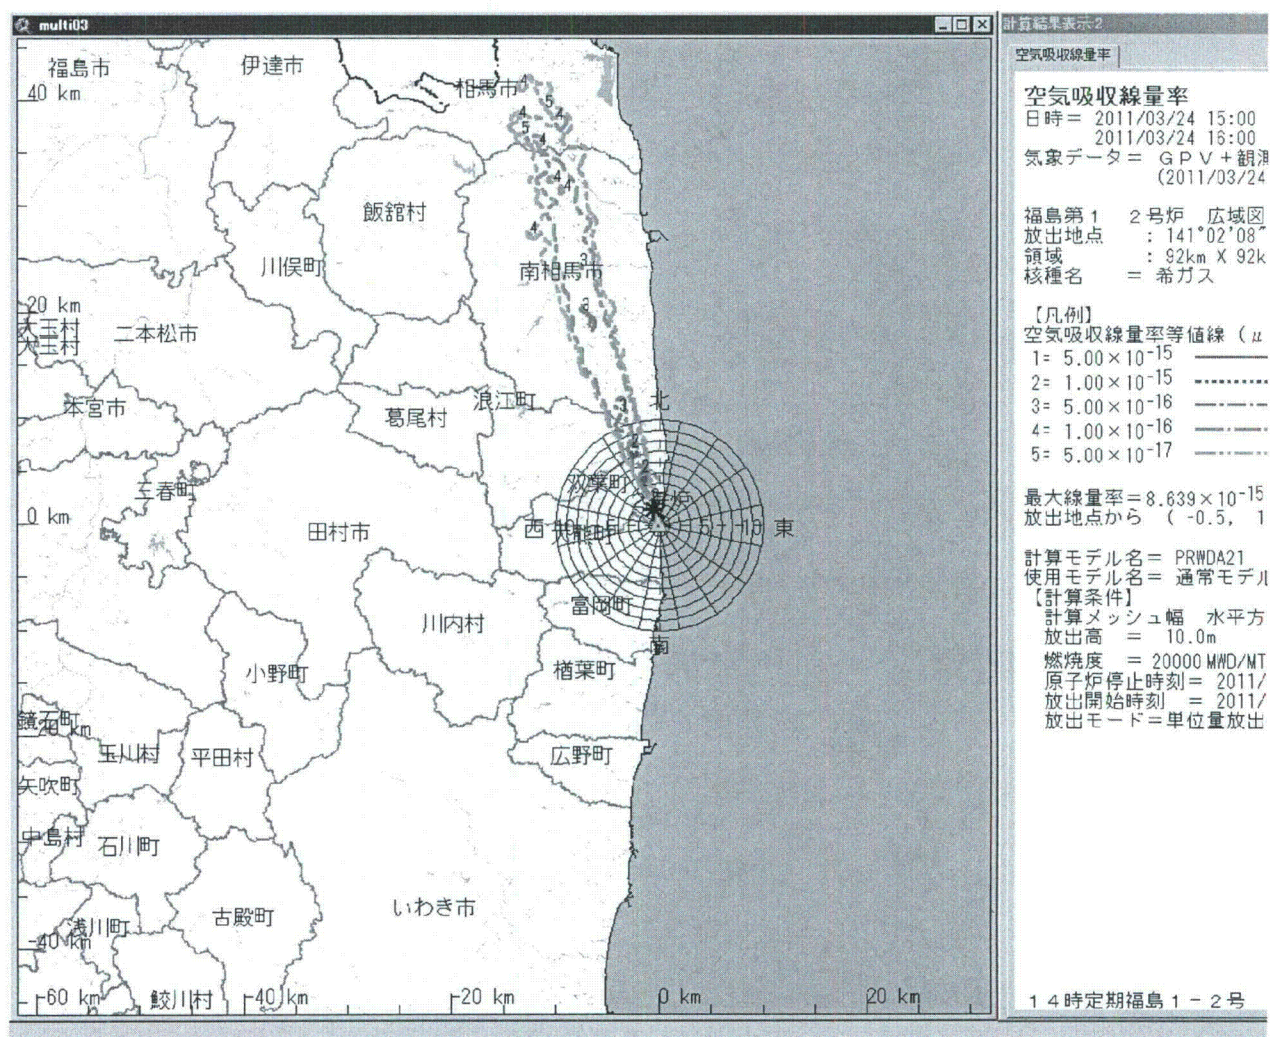 multi03
福島市
伊達市
相馬市
40 km
飯舘村
川俣町
南相馬市
20 km
大玉村
大玉村
二本松市
本宮市
葛尾村
浪江町
北
双葉町
三春町
0 km
田村市
西
-10
大熊町
5
10
東
富岡町
川内村
南
小野町
楢葉町
鏡石町
-20 km
玉川村
平田村
広野町
矢吹町
中島村
石川町
浅川町
古殿町
いわき市
-40 km
鮫川村
-60 km
-40 km
-20 km
0 km
20 km
計算結果表示:2
空気吸収線量率
空気吸収線量率
日時= 2011/03/24 15:00
2011/03/24 16:00
気象データ= GPV+観測
(2011/03/24
福島第1 2号炉 広域図
放出地点 : 141°02'08"
領域 : 92km X 92k
核種名 = 希ガス
【凡例】
空気吸収線量率等値線 (μ
1= 5.00×10-15
2= 1.00×10-15
3= 5.00×10-16
4= 1.00×10-16
5= 5.00×10-17
最大線量率=8.639×10-15
放出地点から ( -0.5, 1
計算モデル名= PRWDA21
使用モデル名= 通常モデル
【計算条件】
計算メッシュ幅 水平方
放出高 = 10.0m
燃焼度 = 20000MWD/MT
原子炉停止時刻= 2011/
放出開始時刻 = 2011/
放出モード=単位量放出
14時定期福島1-2号